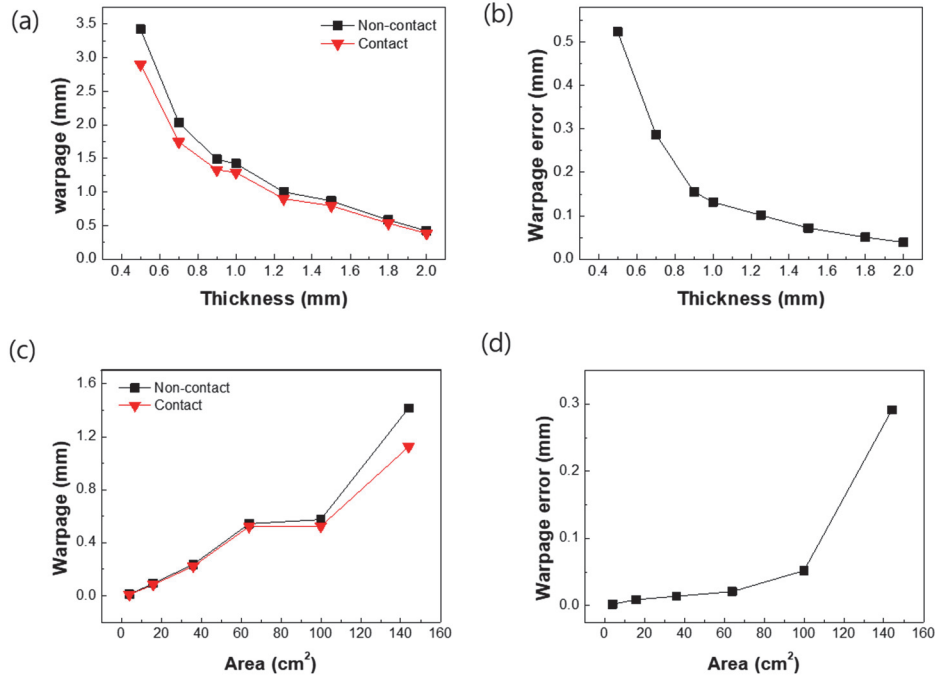 (a)
Non-contact
Contact
3.5
3.0
2.5
2.0
1.5
1.0
0.5
0.0
warpage (mm)
0.4 0.6 0.8 1.0 1.2 1.4 1.6 1.8 2.0
Thickness (mm)
(b)
0.5
0.4
0.3
0.2
0.1
0.0
Warpage error (mm)
0.4 0.6 0.8 1.0 1.2 1.4 1.6 1.8 2.0
Thickness (mm)
(c)
Non-contact
Contact
1.6
1.2
0.8
0.4
0.0
Warpage (mm)
0 20 40 60 80 100 120 140 160
Area (cm²)
(d)
0.3
0.2
0.1
0.0
Warpage error (mm)
0 20 40 60 80 100 120 140 160
Area (cm²)